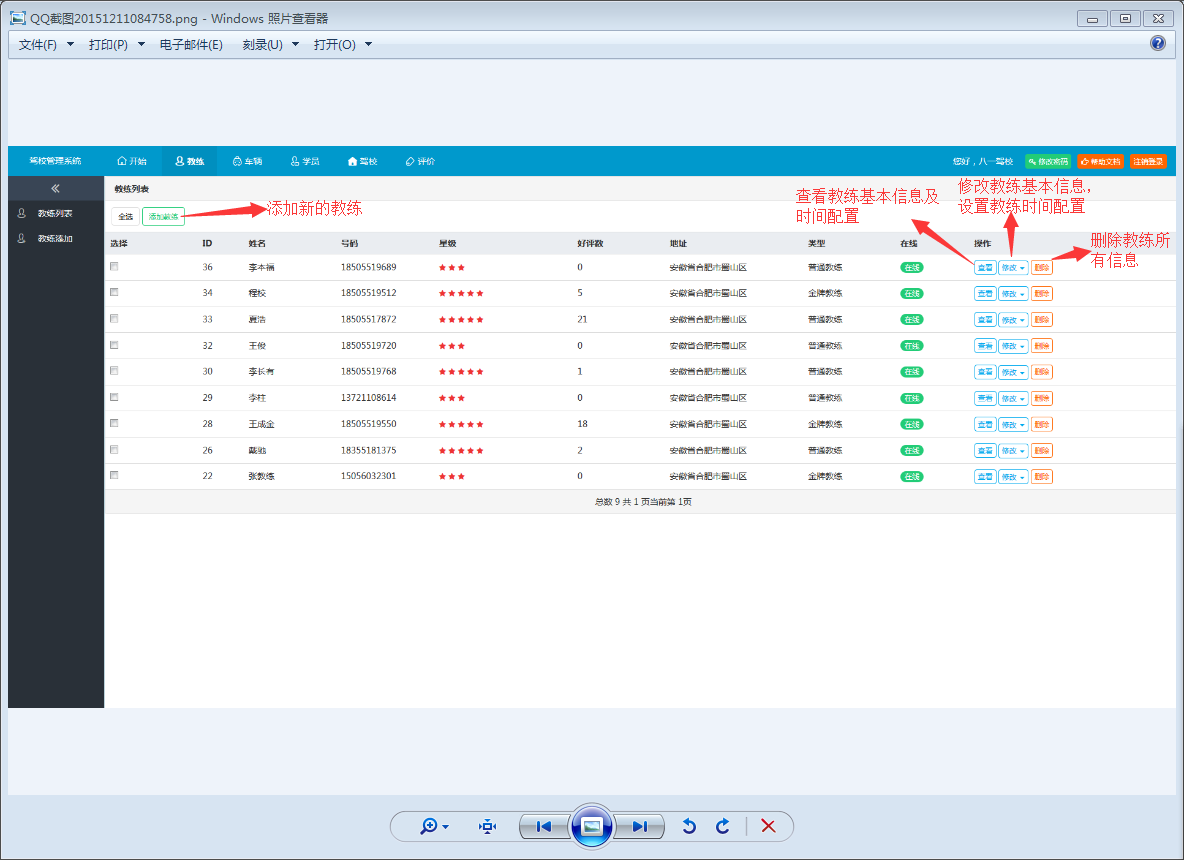 QQ截图20151211084758.png - Windows 照片查看器
文件(F) 打印(P) 电子邮件(E) 刻录(U) 打开(O)
驾校管理系统 开始 教练 车辆 学员 驾校 评价 您好，八一驾校 修改密码 帮助文档 注销登录
教练列表
教练添加
教练列表
全选 添加教练
添加新的教练
查看教练基本信息及
时间配置
修改教练基本信息，
设置教练时间配置
删除教练所
有信息
选择 ID 姓名 号码 星级 好评数 地址 类型 在线 操作
36 李本福 18505519689 0 安徽省合肥市蜀山区 普通教练 在线 查看 修改 删除
34 程校 18505519512 5 安徽省合肥市蜀山区 金牌教练 在线 查看 修改 删除
33 夏浩 18505517872 21 安徽省合肥市蜀山区 普通教练 在线 查看 修改 删除
32 王俊 18505519720 0 安徽省合肥市蜀山区 普通教练 在线 查看 修改 删除
30 李长有 18505519768 1 安徽省合肥市蜀山区 普通教练 在线 查看 修改 删除
29 李柱 13721108614 0 安徽省合肥市蜀山区 普通教练 在线 查看 修改 删除
28 王成金 18505519550 18 安徽省合肥市蜀山区 金牌教练 在线 查看 修改 删除
26 戴驰 18355181375 2 安徽省合肥市蜀山区 普通教练 在线 查看 修改 删除
22 张教练 15056032301 0 安徽省合肥市蜀山区 金牌教练 在线 查看 修改 删除
总数 9 共 1 页当前第 1页